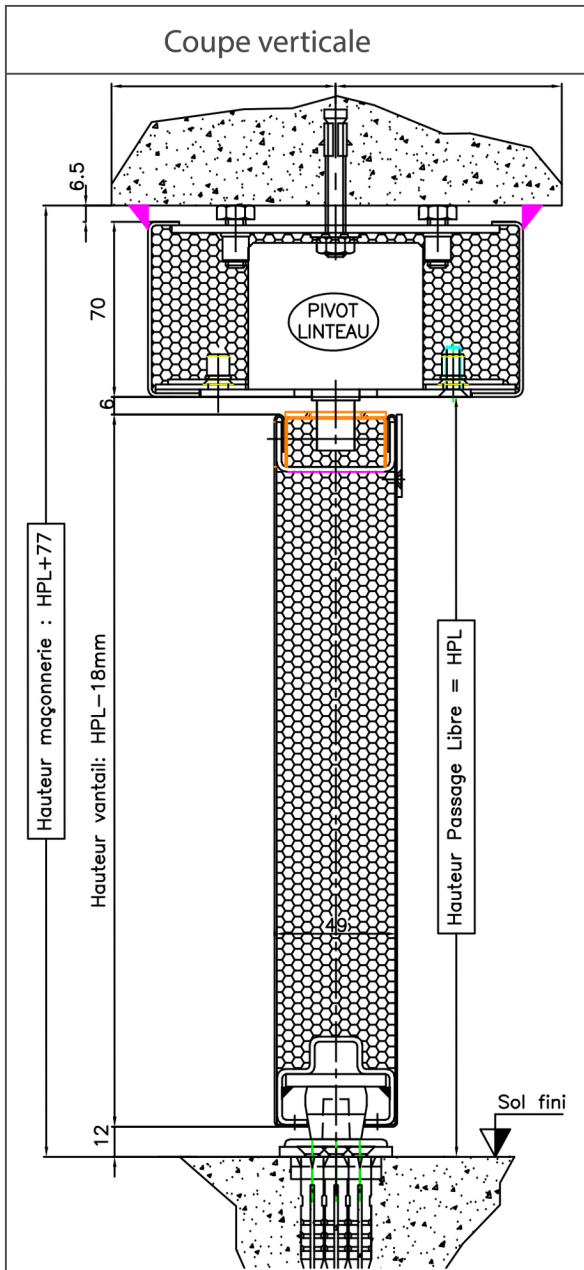 Coupe verticale
6.5
70
PIVOT
LINTEAU
6
Hauteur maçonnerie : HPL+77
Hauteur vantail: HPL-18mm
Hauteur Passage Libre = HPL
49
Sol fini
12